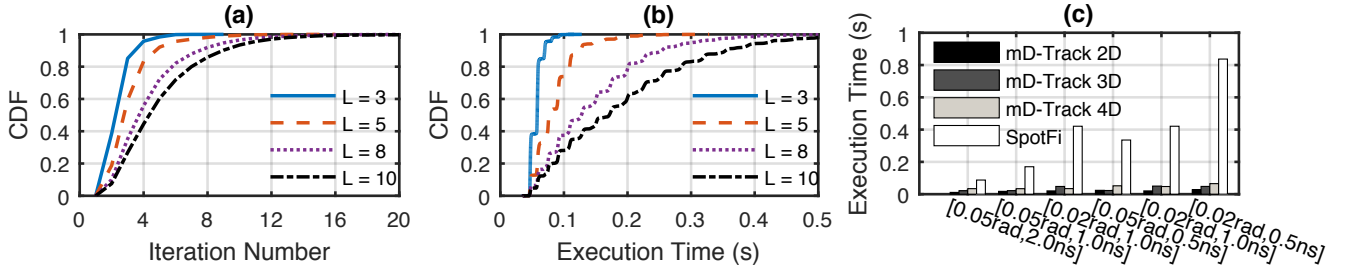 (a)
CDF
1
0.8
0.6
0.4
0.2
0
0 4 8 12 16 20
Iteration Number
L = 3
L = 5
L = 8
L = 10
(b)
CDF
1
0.8
0.6
0.4
0.2
0
0 0.1 0.2 0.3 0.4 0.5
Execution Time (s)
L = 3
L = 5
L = 8
L = 10
(c)
Execution Time (s)
1
0.8
0.6
0.4
0.2
0
mD-Track 2D
mD-Track 3D
mD-Track 4D
SpotFi
[0.05rad,2.0ns]
[0.05rad,1.0ns]
[0.02rad,1.0ns]
[0.05rad,0.5ns]
[0.02rad,1.0ns]
[0.02rad,0.5ns]